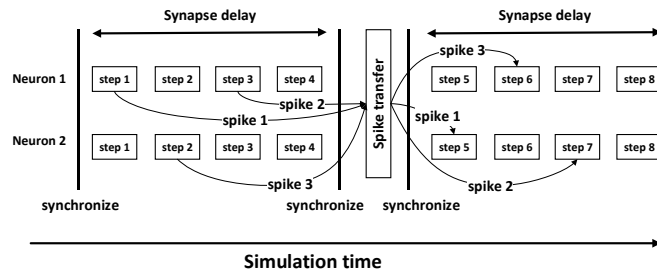 Synapse delay Synapse delay
spike 3
Neuron 1 step 1 step 2 step 3 step 4 step 5 step 6 step 7 step 8
spike 2
spike 1 spike 1
Spike transfer
Neuron 2 step 1 step 2 step 3 step 4 step 5 step 6 step 7 step 8
spike 3 spike 2
synchronize synchronize synchronize
Simulation time